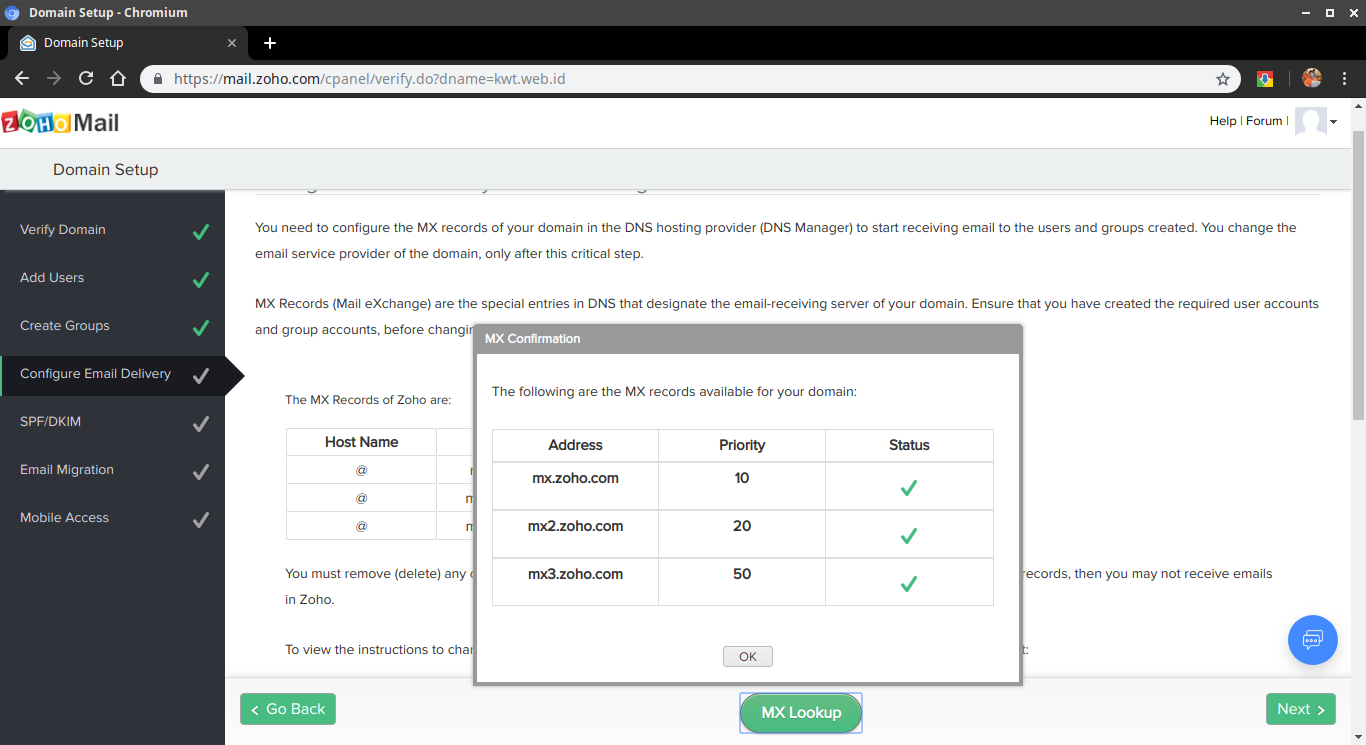 Domain Setup - Chromium
Domain Setup
https://mail.zoho.com/cpanel/verify.do?dname=kwt.web.id
ZOHO Mail
Help | Forum |
Domain Setup
Verify Domain
Add Users
Create Groups
Configure Email Delivery
SPF/DKIM
Email Migration
Mobile Access
You need to configure the MX records of your domain in the DNS hosting provider (DNS Manager) to start receiving email to the users and groups created. You change the
email service provider of the domain, only after this critical step.
MX Records (Mail eXchange) are the special entries in DNS that designate the email-receiving server of your domain. Ensure that you have created the required user accounts
and group accounts, before
The MX Records of Zoho are:
Host Name
@
@
@
You must remove (delete) any records, then you may not receive emails
in Zoho.
To view the instructions to
MX Confirmation
The following are the MX records available for your domain:
Address Priority Status
mx.zoho.com 10
mx2.zoho.com 20
mx3.zoho.com 50
OK
< Go Back
MX Lookup
Next >